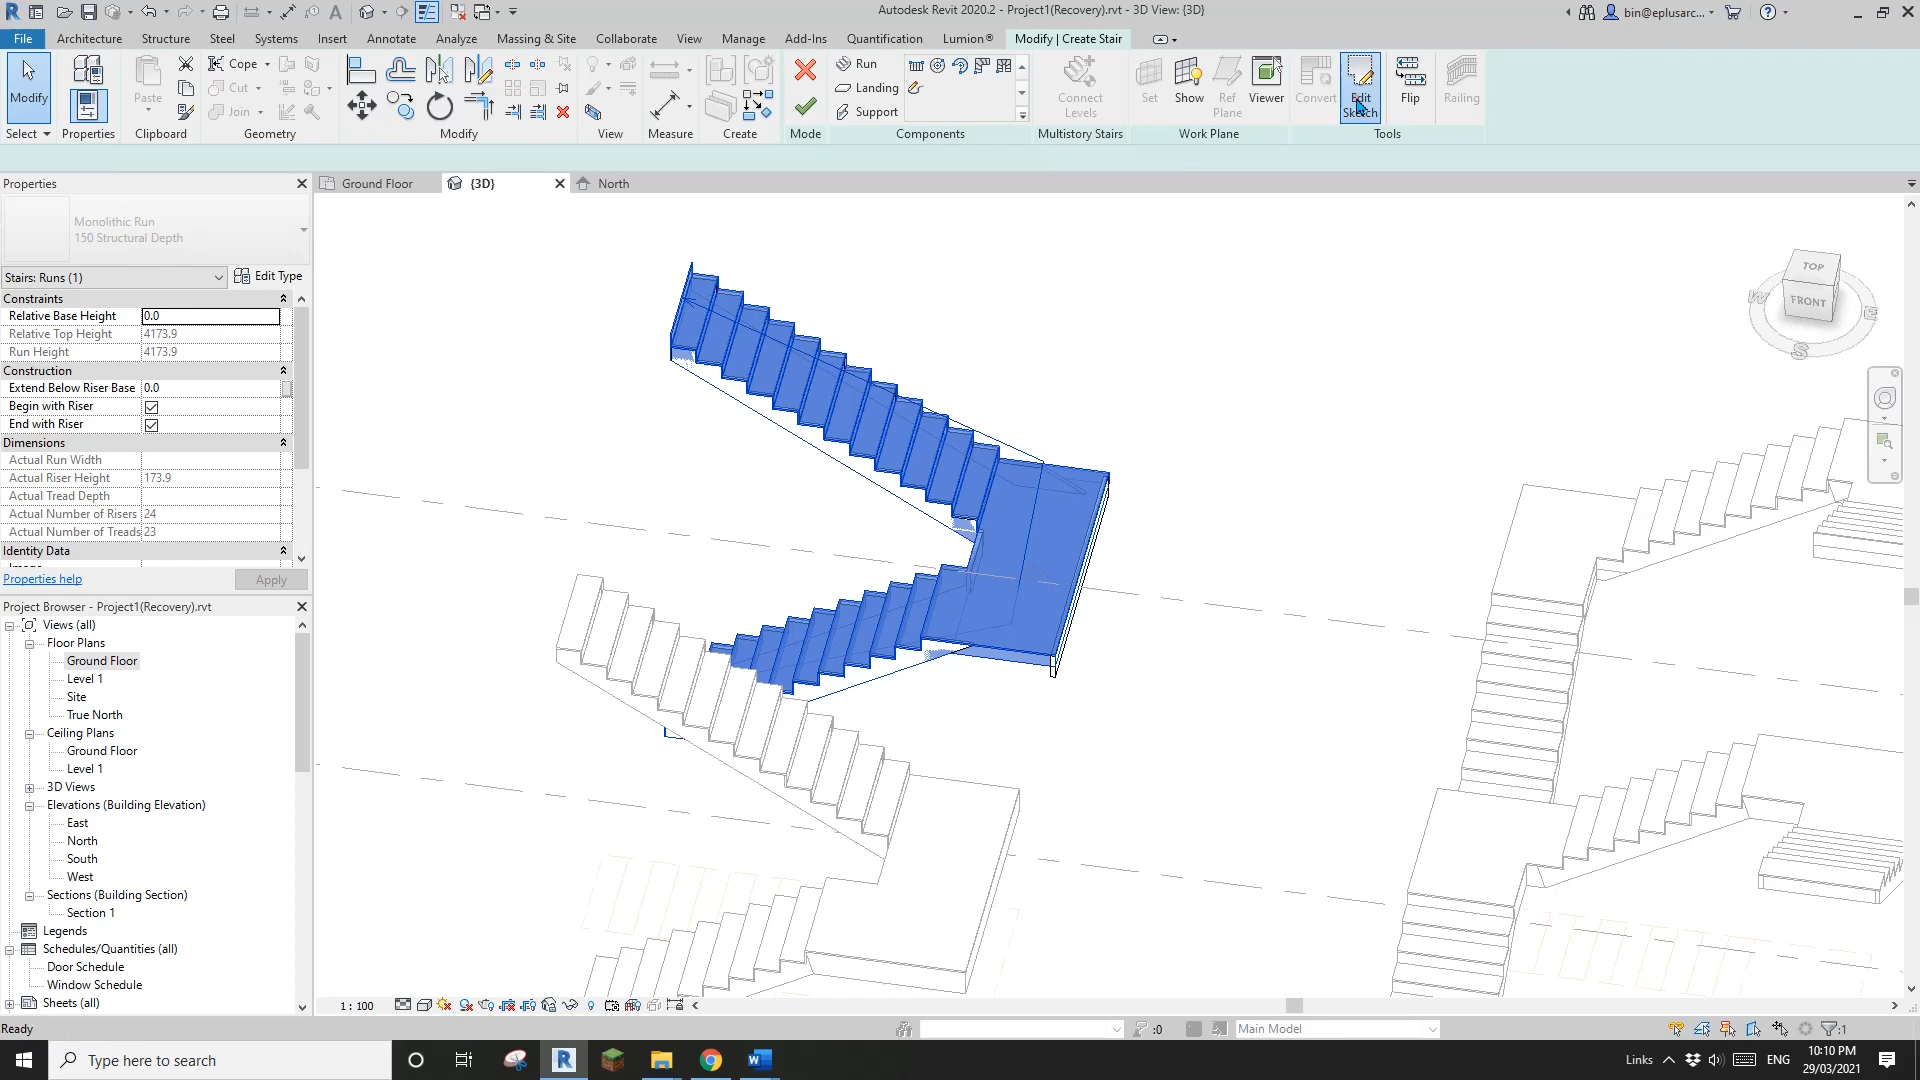 Autodesk Revit 2020.2 - Project1(Recovery).rvt - 3D View: {3D}
bin@eplusarc...
File Architecture Structure Steel Systems Insert Annotate Analyze Massing & Site Collaborate View Manage Add-Ins Quantification Lumion® Modify | Create Stair
Modify
Paste
Cope
Cut
Join
Run
Landing
Support
Connect
Levels
Set
Show
Ref
Plane
Viewer
Convert
Edit
Sketch
Flip
Railing
Select Properties Clipboard Geometry Modify View Measure Create Mode Components Multistory Stairs Work Plane Tools
Properties
Ground Floor
{3D}
North
Monolithic Run
150 Structural Depth
Stairs: Runs (1)
Edit Type
Constraints
Relative Base Height 0.0
Relative Top Height 4173.9
Run Height 4173.9
Construction
Extend Below Riser Base 0.0
Begin with Riser
End with Riser
Dimensions
Actual Run Width
Actual Riser Height 173.9
Actual Tread Depth
Actual Number of Risers 24
Actual Number of Treads 23
Identity Data
Properties help
Apply
Project Browser - Project1(Recovery).rvt
Views (all)
Floor Plans
Ground Floor
Level 1
Site
True North
Ceiling Plans
Ground Floor
Level 1
3D Views
Elevations (Building Elevation)
East
North
South
West
Sections (Building Section)
Section 1
Legends
Schedules/Quantities (all)
Door Schedule
Window Schedule
Sheets (all)
TOP
FRONT
W
E
S
1 : 100
Ready
:0
Main Model
:1
Type here to search
Links
ENG
10:10 PM
29/03/2021